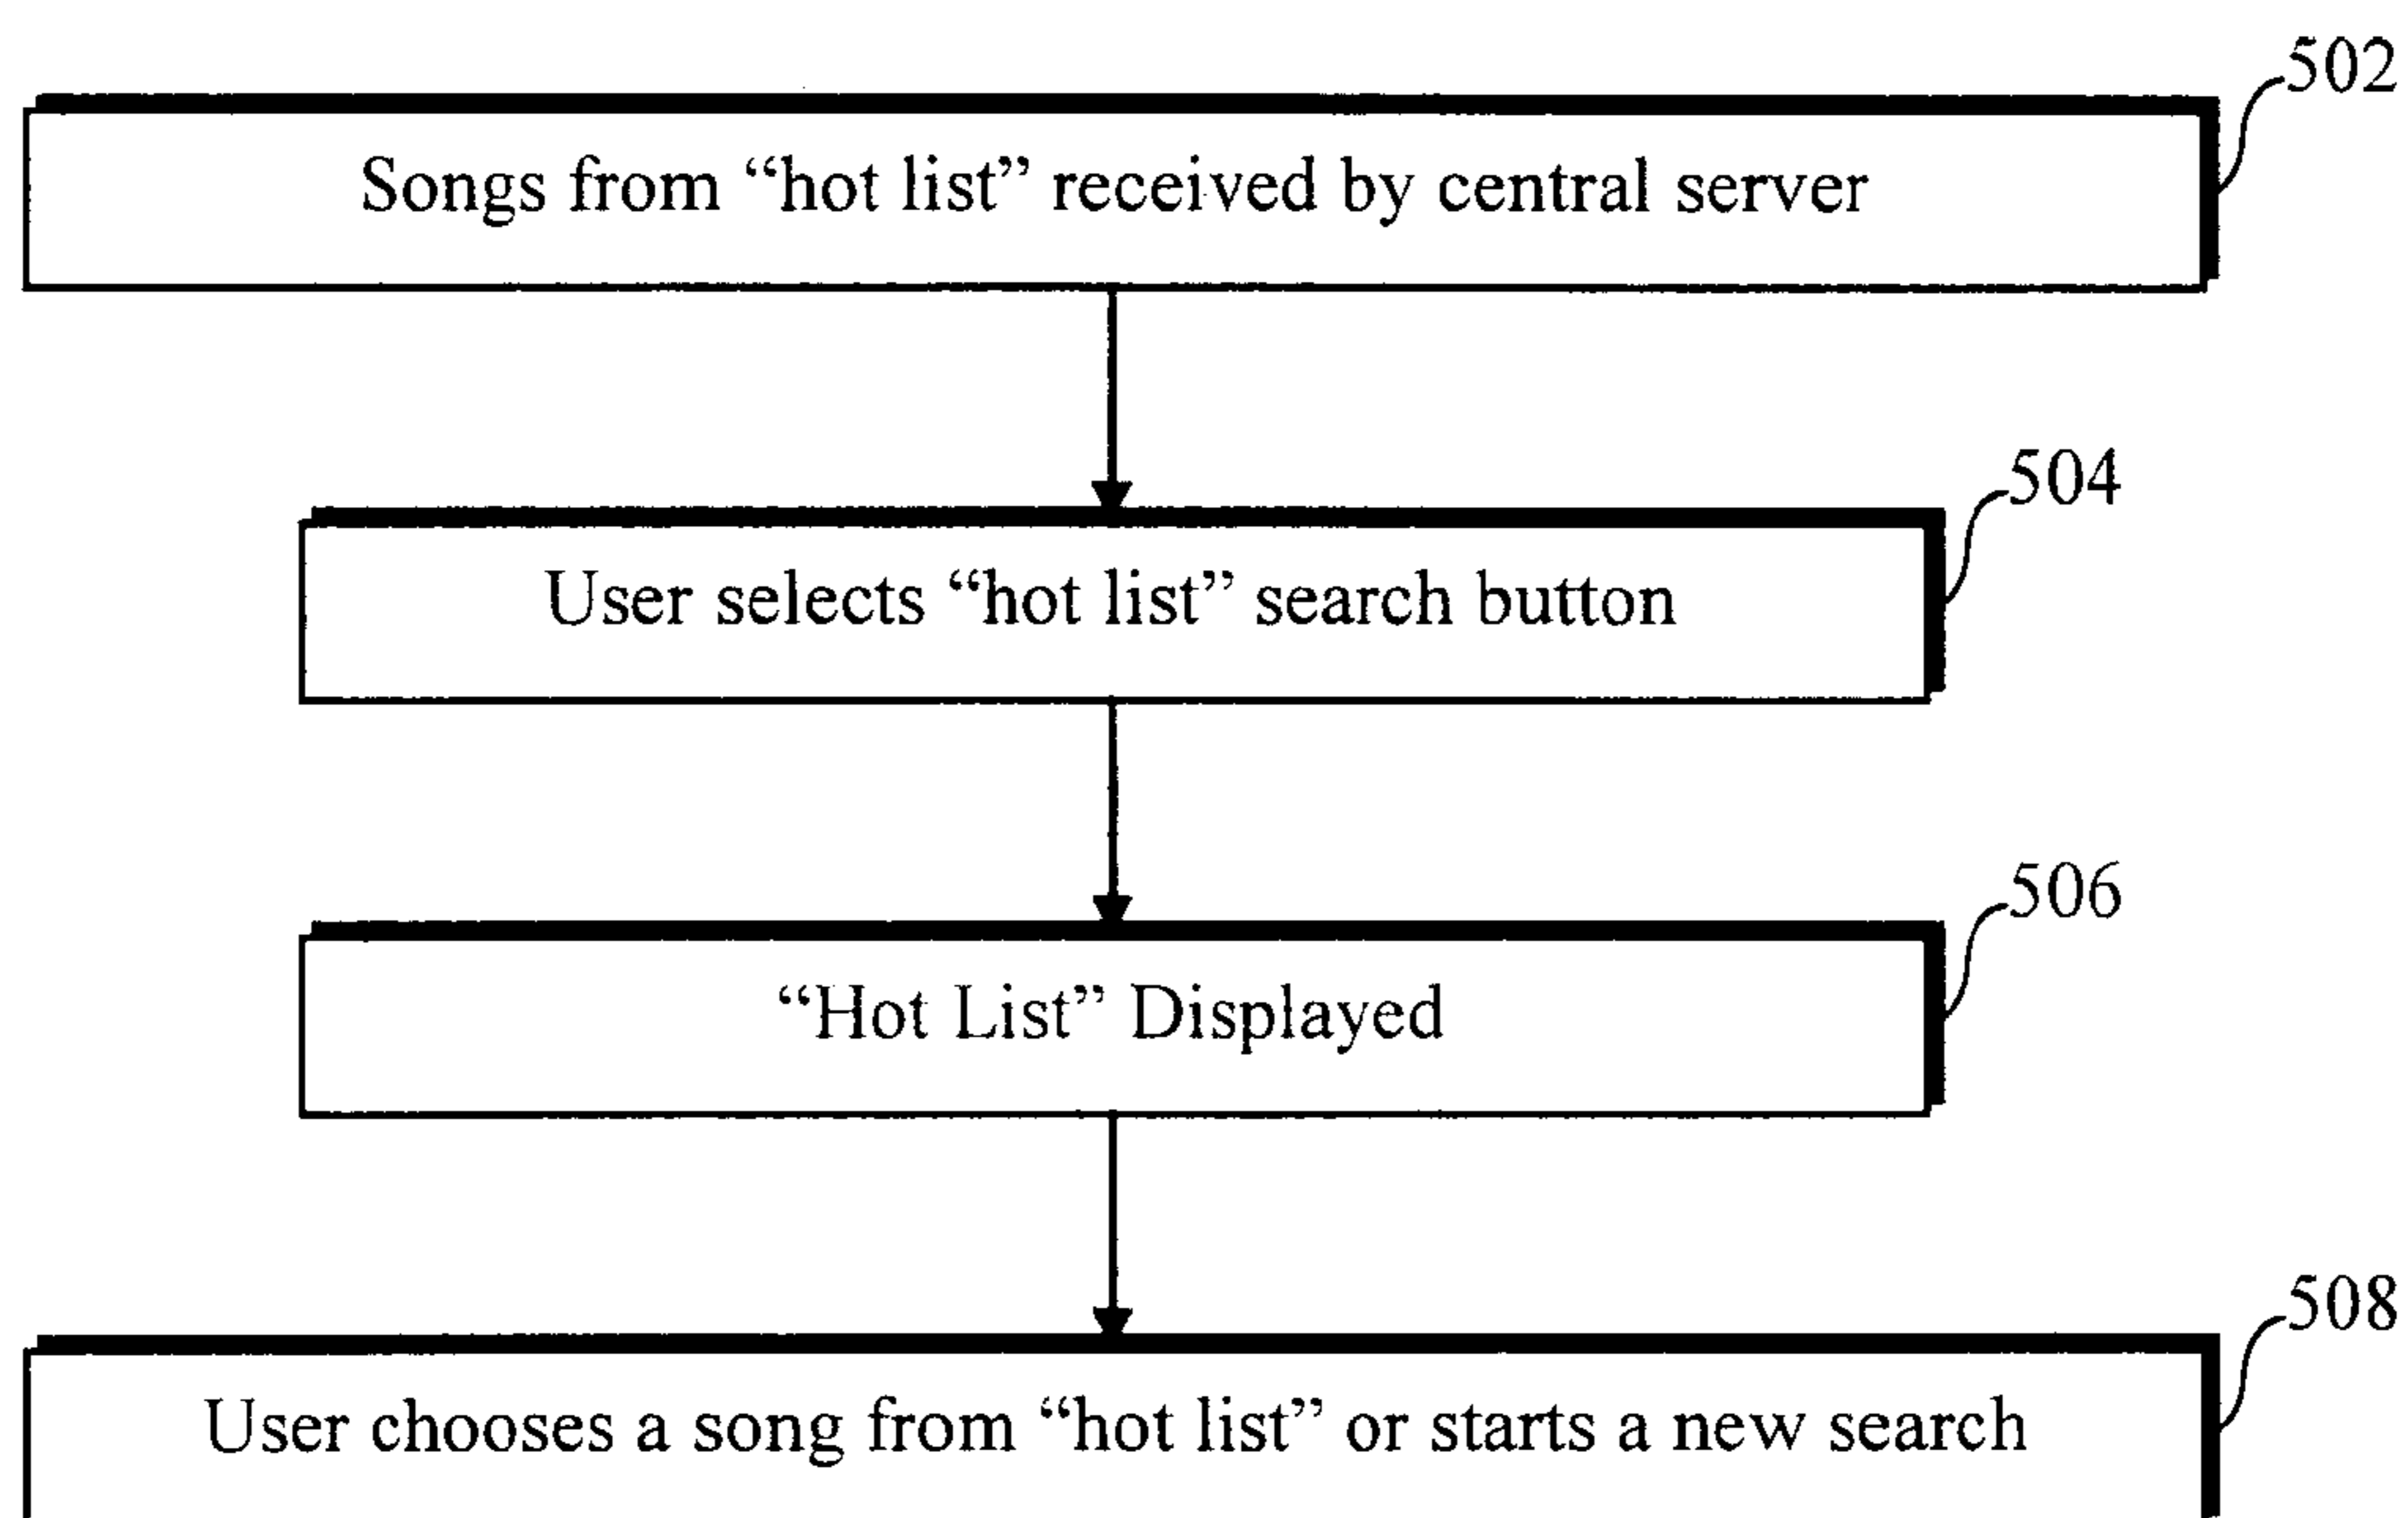 502
Songs from “hot list” received by central server
504
User selects “hot list” search button
506
“Hot List” Displayed
508
User chooses a song from “hot list” or starts a new search